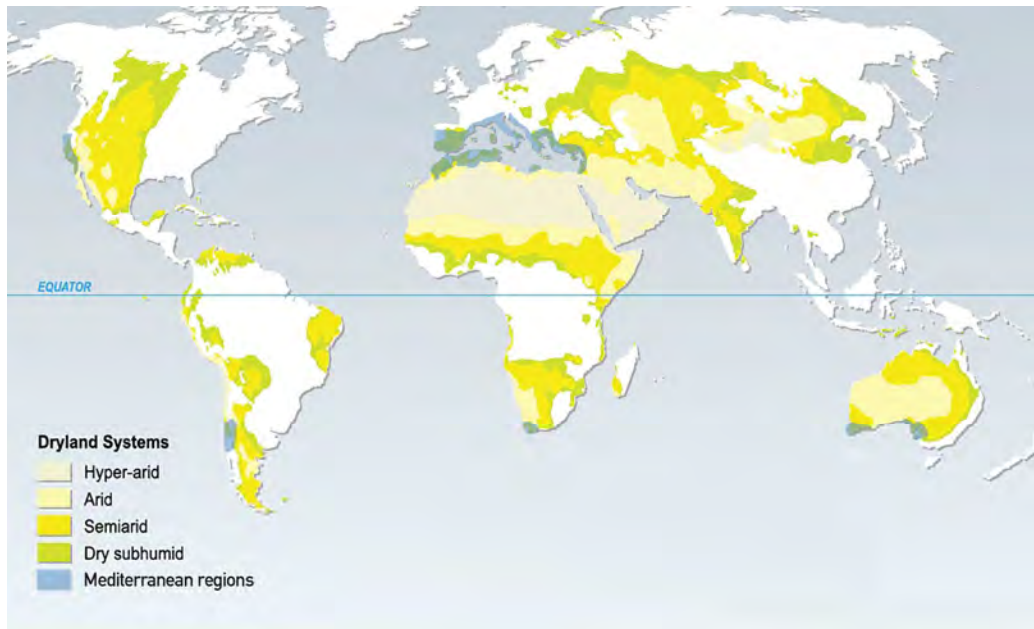 EQUATOR
Dryland Systems
Hyper-arid
Arid
Semiarid
Dry subhumid
Mediterranean regions